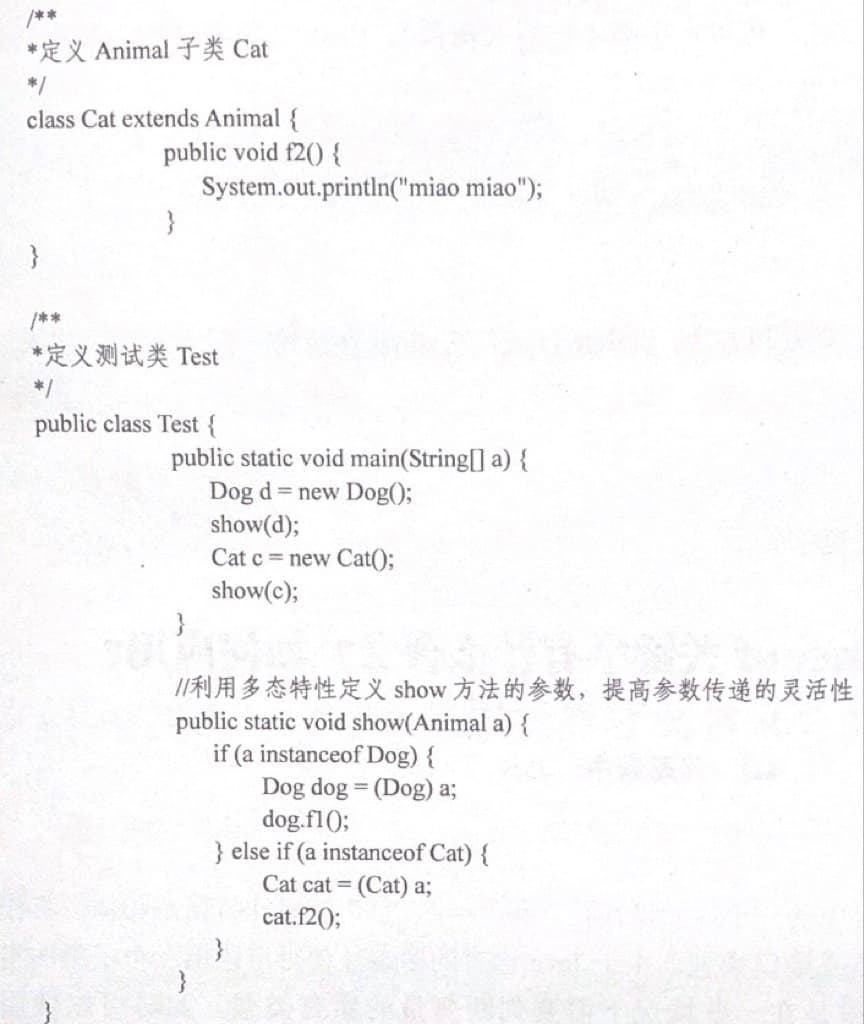 /**
*定义 Animal 子类 Cat
*/
class Cat extends Animal {
public void f2() {
System.out.println("miao miao");
}
}
/**
*定义测试类 Test
*/
public class Test {
public static void main(String[] a) {
Dog d = new Dog();
show(d);
Cat c = new Cat();
show(c);
}
//利用多态特性定义 show 方法的参数，提高参数传递的灵活性
public static void show(Animal a) {
if (a instanceof Dog) {
Dog dog = (Dog) a;
dog.f1();
} else if (a instanceof Cat) {
Cat cat = (Cat) a;
cat.f2();
}
}
}